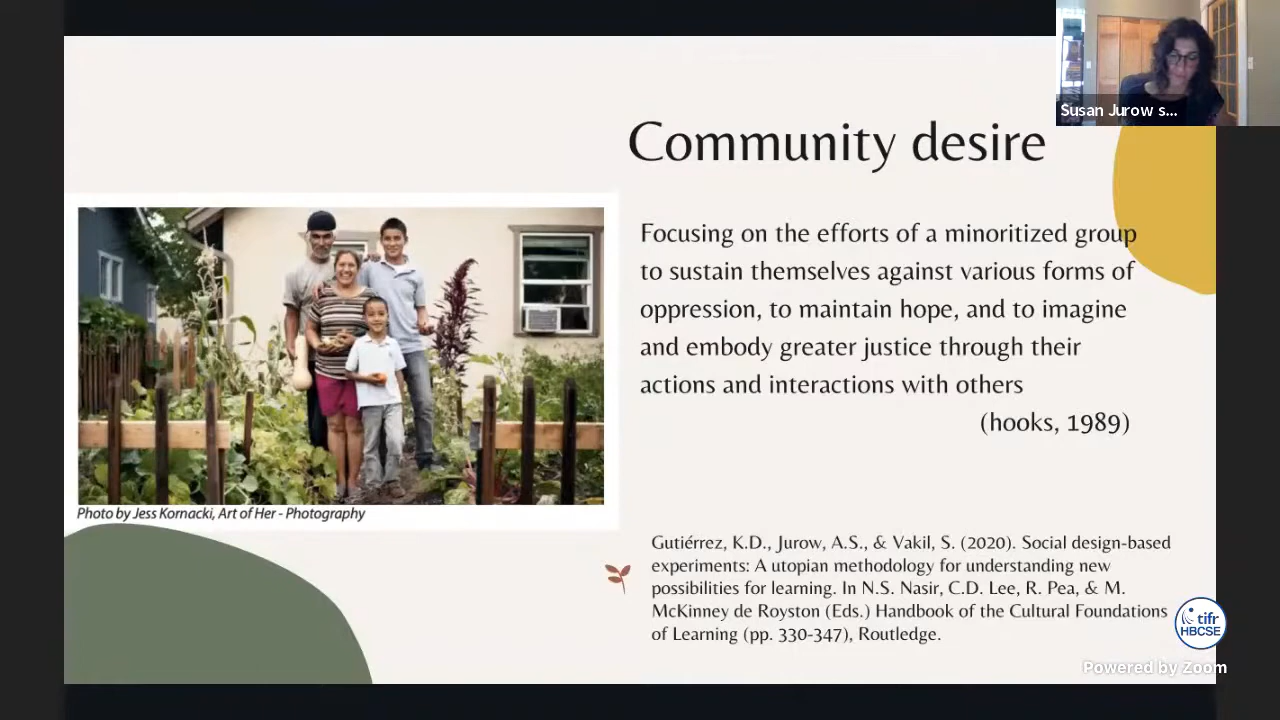 Susan Jurow s...
Community desire
Focusing on the efforts of a minoritized group
to sustain themselves against various forms of
oppression, to maintain hope, and to imagine
and embody greater justice through their
actions and interactions with others
(hooks, 1989)
Photo by Jess Kornacki, Art of Her - Photography
Gutiérrez, K.D., Jurow, A.S., & Vakil, S. (2020). Social design-based
experiments: A utopian methodology for understanding new
possibilities for learning. In N.S. Nasir, C.D. Lee, R. Pea, & M.
McKinney de Royston (Eds.) Handbook of the Cultural Foundations
of Learning (pp. 330-347), Routledge.
tifr
HBCSE
Powered by Zoom